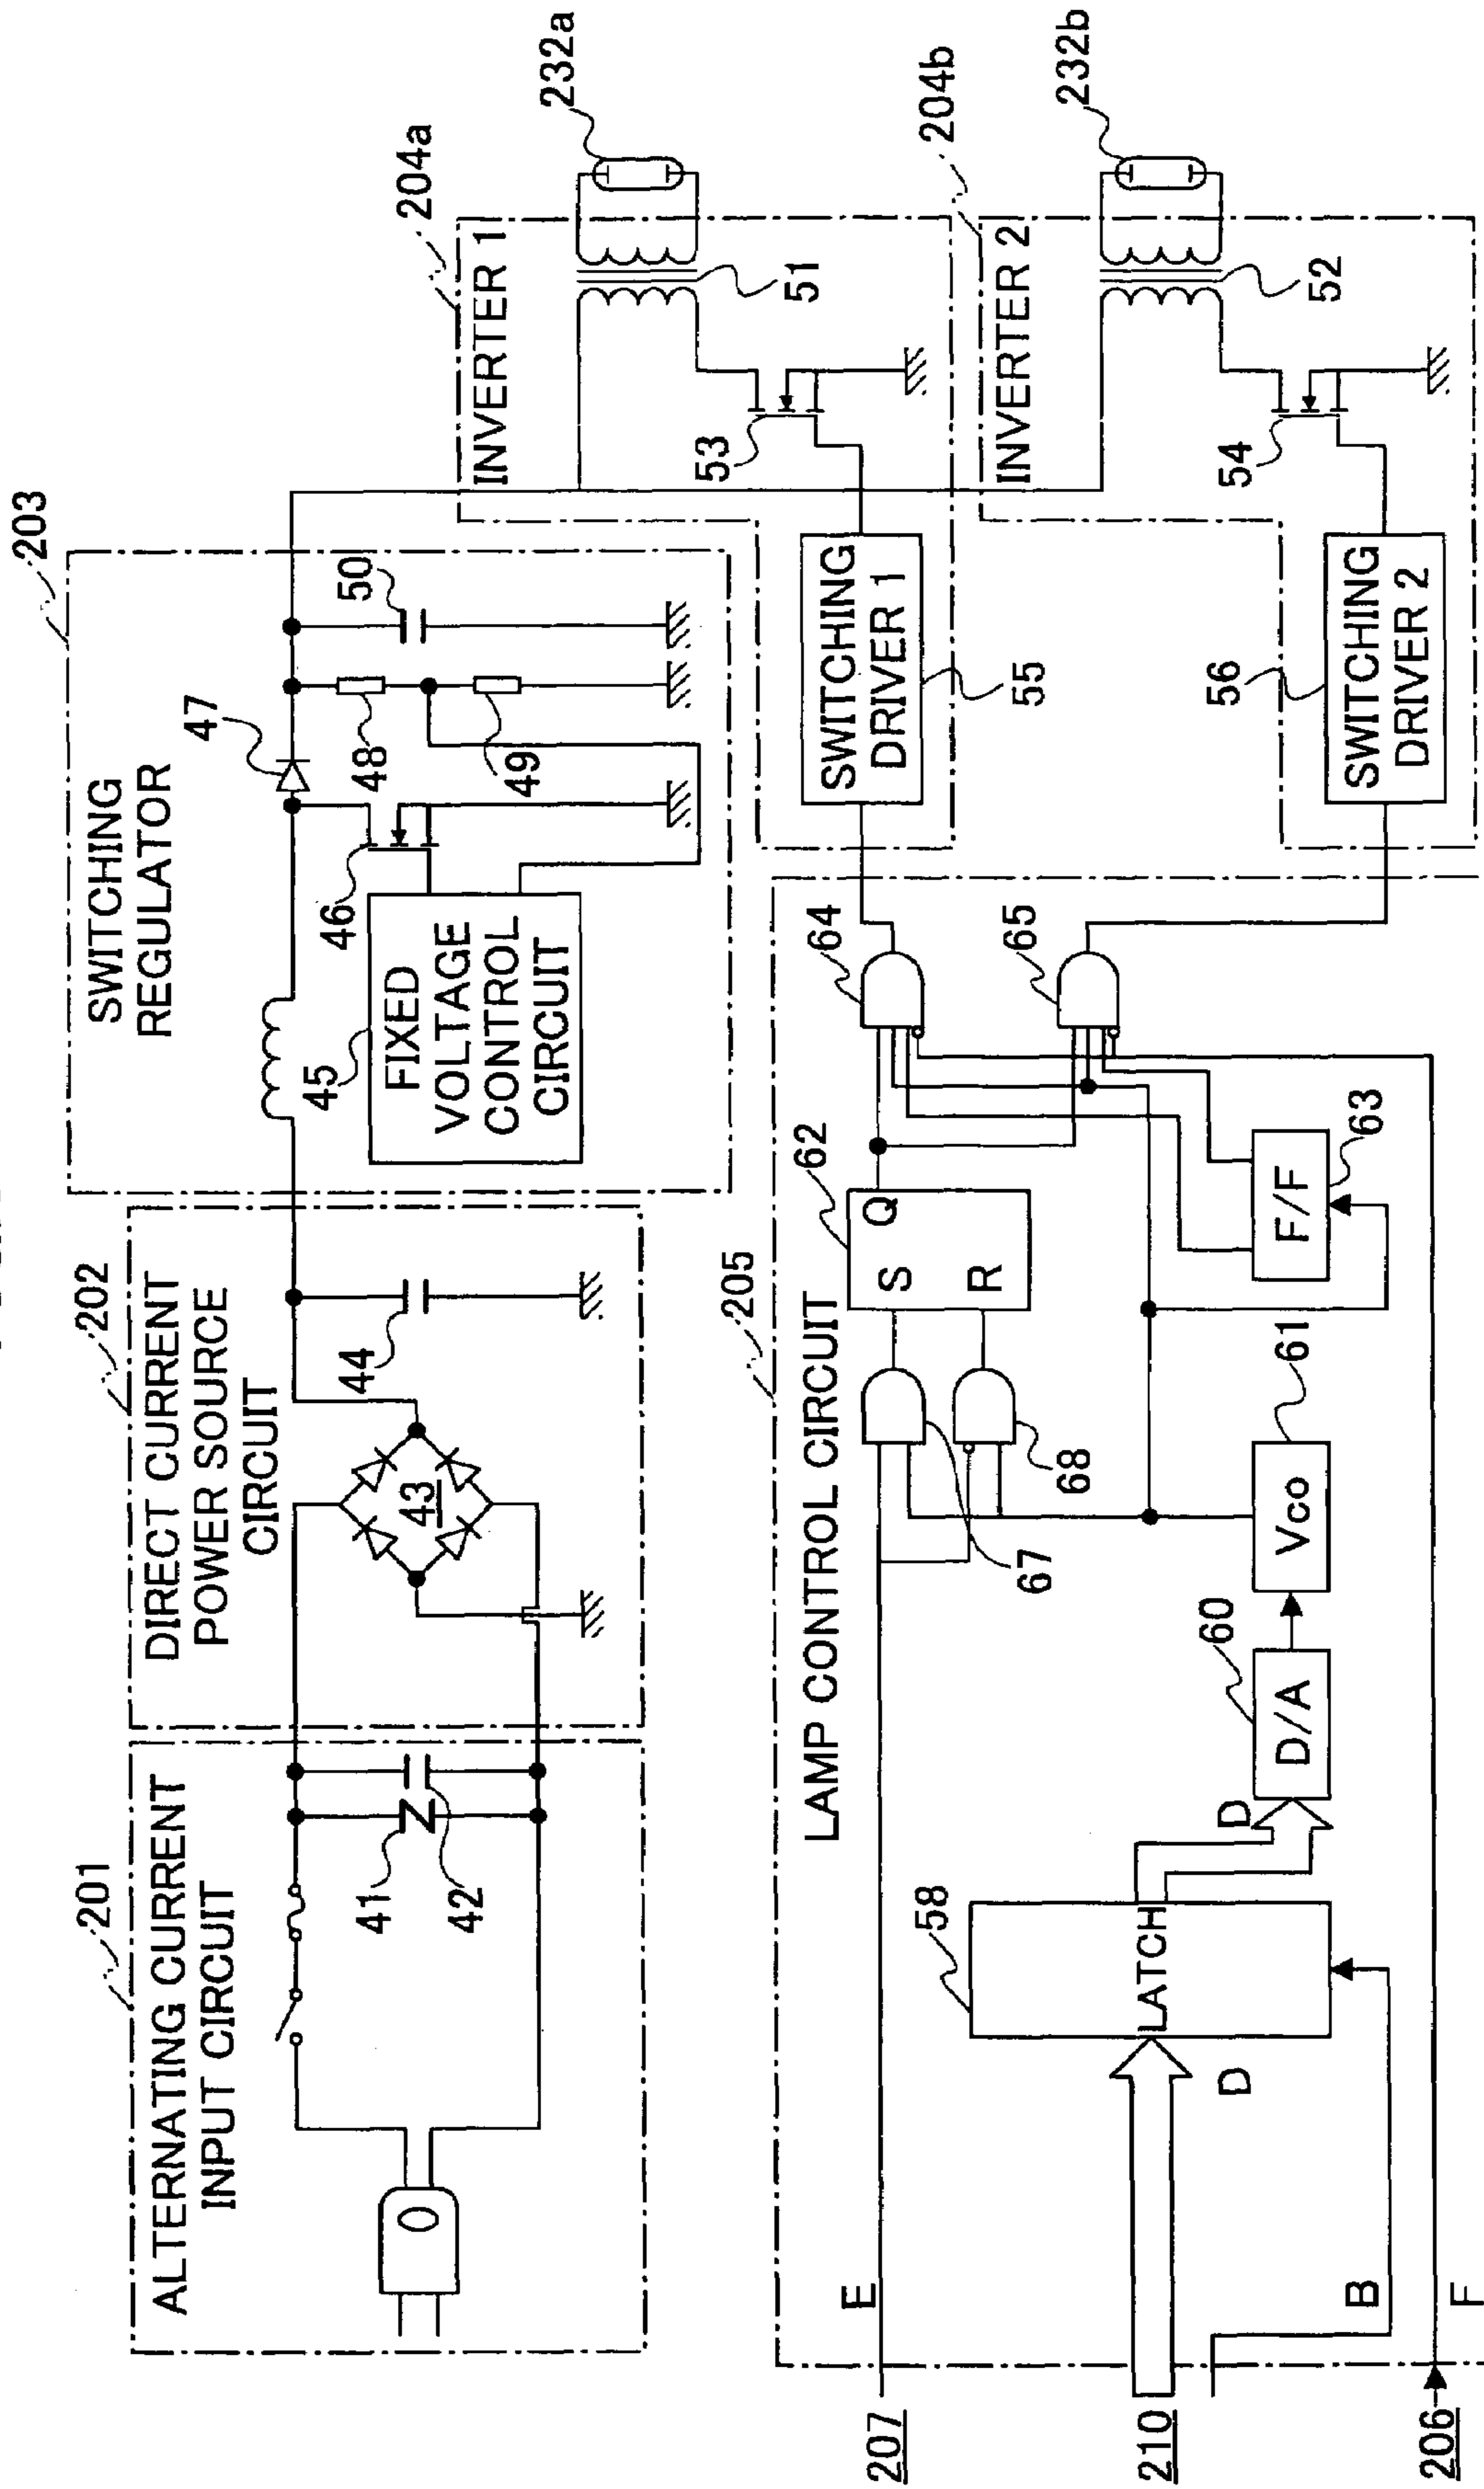 201
ALTERNATING CURRENT
INPUT CIRCUIT
41
42
202
DIRECT CURRENT
POWER SOURCE
CIRCUIT
43
44
203
SWITCHING
REGULATOR
45
FIXED
VOLTAGE
CONTROL
CIRCUIT
46
47
48
49
50
204a
INVERTER 1
232a
51
53
SWITCHING
DRIVER 1
55
204b
INVERTER 2
232b
52
54
SWITCHING
DRIVER 2
56
205
LAMP CONTROL CIRCUIT
207
E
210
D
B
206
F
58
LATCH
D
60
D/A
61
Vco
67
68
62
S
R
Q
63
F/F
64
65